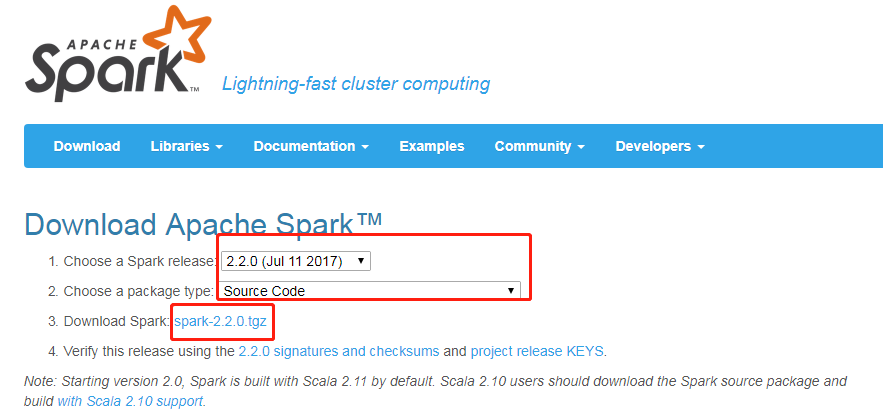 APACHE
Spark™
Lightning-fast cluster computing
Download Libraries Documentation Examples Community Developers
Download Apache Spark™
1. Choose a Spark release: 2.2.0 (Jul 11 2017)
2. Choose a package type: Source Code
3. Download Spark: spark-2.2.0.tgz
4. Verify this release using the 2.2.0 signatures and checksums and project release KEYS.
Note: Starting version 2.0, Spark is built with Scala 2.11 by default. Scala 2.10 users should download the Spark source package and
build with Scala 2.10 support.